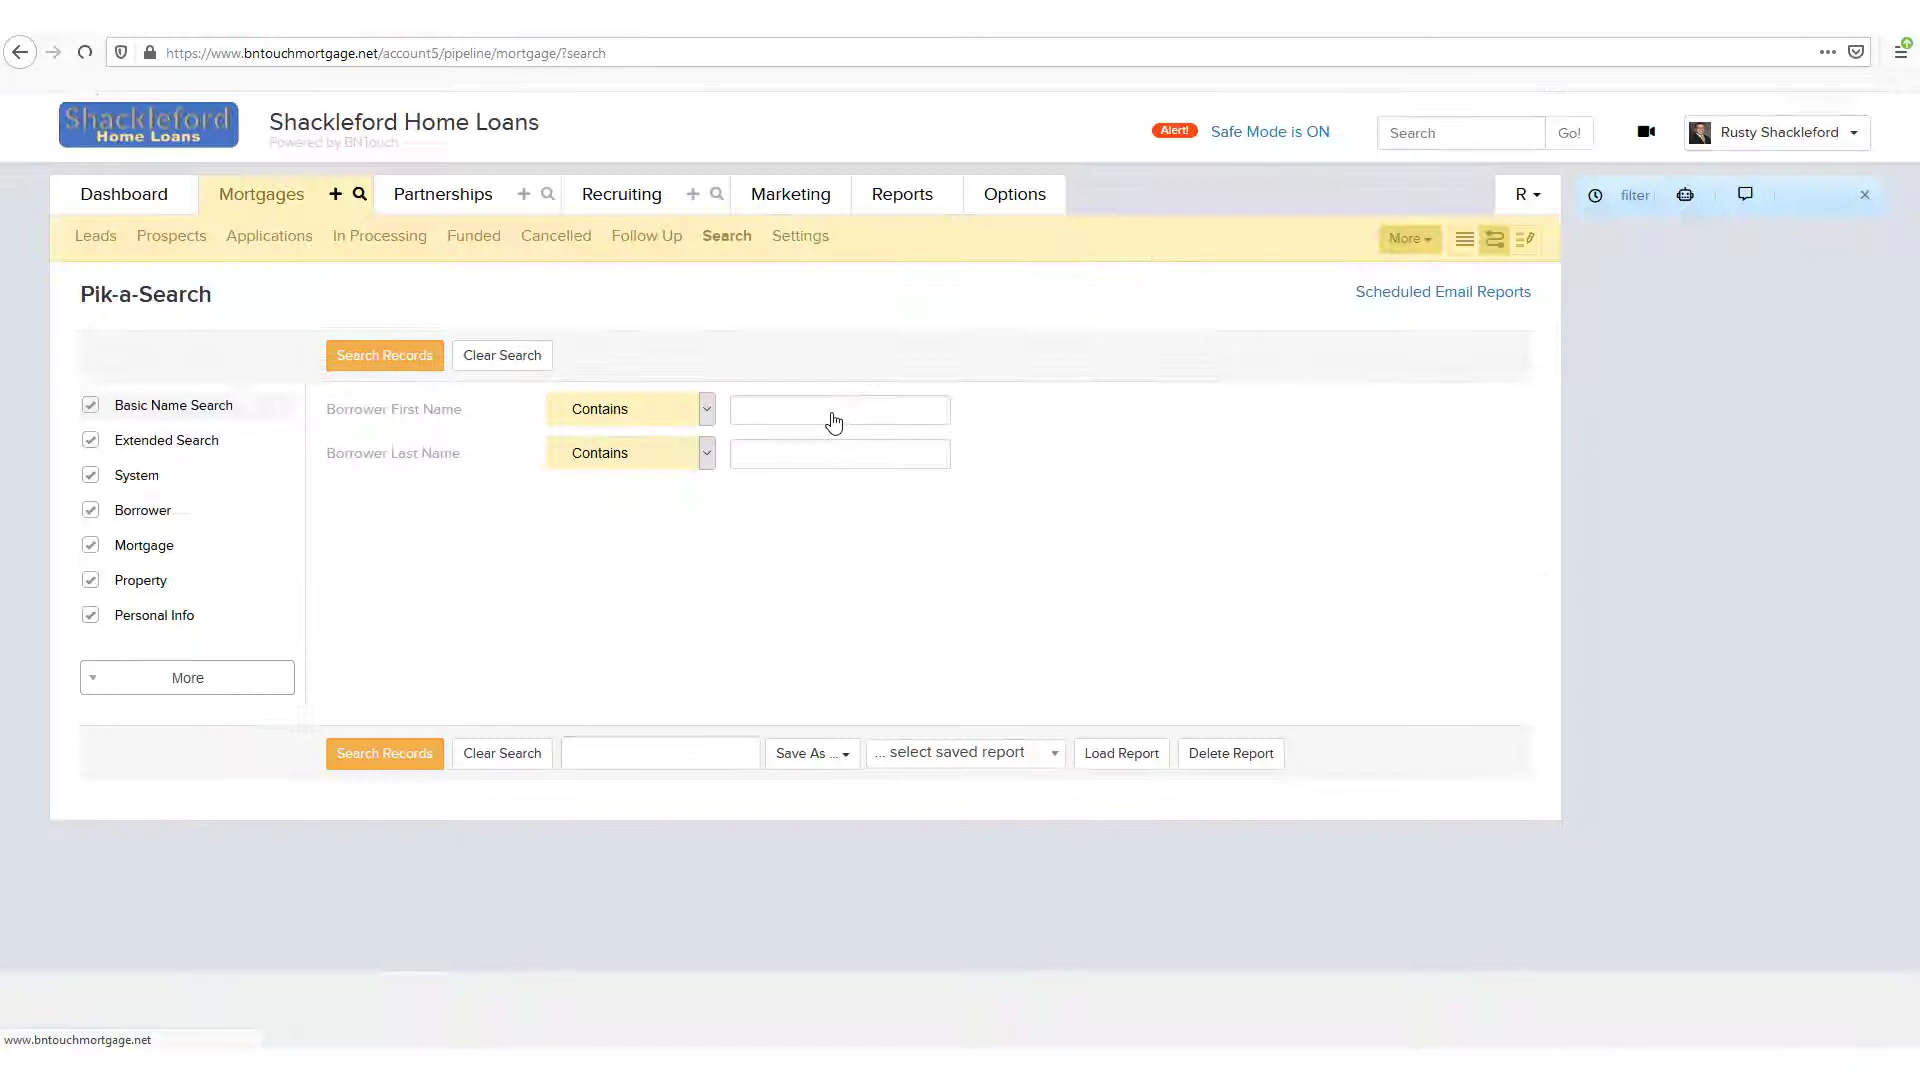 https://www.bntouchmortgage.net/account5/pipeline/mortgage/?search
Shackleford
Home Loans
Shackleford Home Loans
Powered by BNTouch
Alert! Safe Mode is ON
Search Go!
Rusty Shackleford
Dashboard Mortgages Partnerships Recruiting Marketing Reports Options R filter
Leads Prospects Applications In Processing Funded Cancelled Follow Up Search Settings More
Pik-a-Search Scheduled Email Reports
Search Records Clear Search
Basic Name Search Borrower First Name Contains
Extended Search Borrower Last Name Contains
System
Borrower
Mortgage
Property
Personal Info
More
Search Records Clear Search Save As ... ... select saved report Load Report Delete Report
www.bntouchmortgage.net